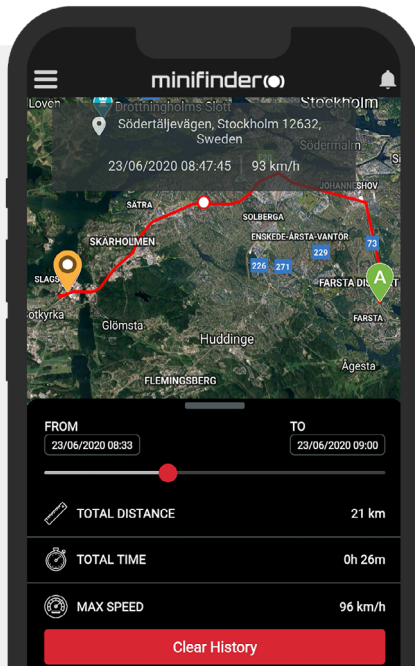 minifinder
Loven
Drottningholms Slott
Stockholm
Södertäljevägen, Stockholm 12632,
Sweden
Södermalm
23/06/2020 08:47:45 | 93 km/h
JOHANNESHOV
SÄTRA
SOLBERGA
SKÄRHOLMEN
ENSKEDE-ÅRSTA-VANTÖR
73
229
226
271
SLAGS
FARSTA DIS
A
otkyrka
Glömsta
FARSTA
Huddinge
Ågesta
FLEMINGSBERG
FROM
TO
23/06/2020 08:33
23/06/2020 09:00
TOTAL DISTANCE
21 km
TOTAL TIME
0h 26m
MAX SPEED
96 km/h
Clear History